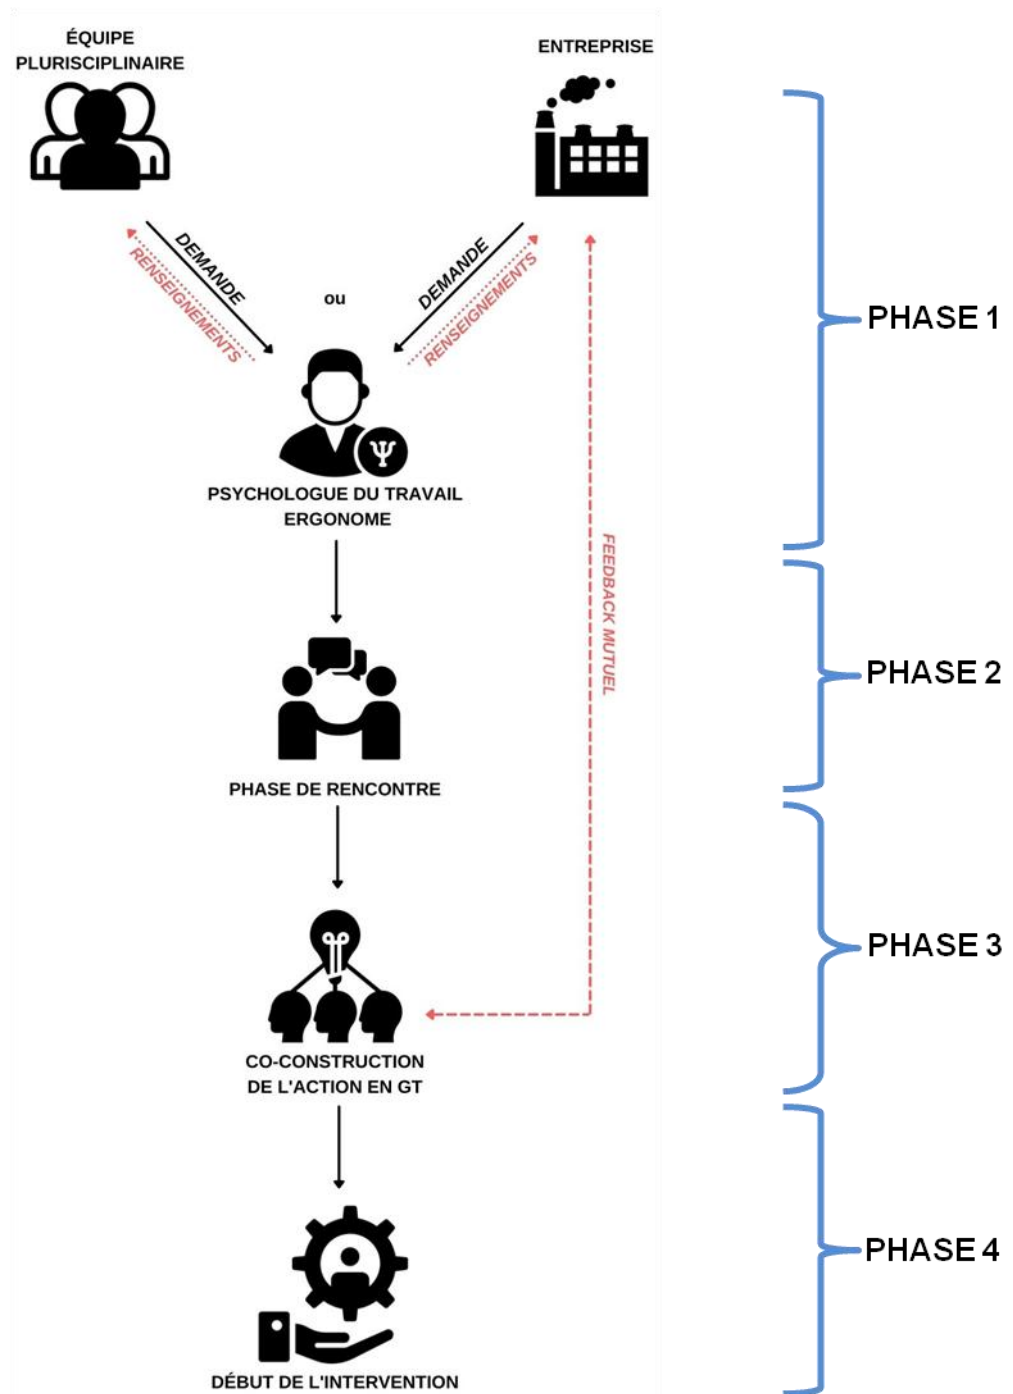 ÉQUIPE
PLURISCIPLINAIRE
ENTREPRISE
DEMANDE
RENSEIGNEMENTS
ou
DEMANDE
RENSEIGNEMENTS
PHASE 1
Ψ
PSYCHOLOGUE DU TRAVAIL
ERGONOME
FEEDBACK MUTUEL
PHASE 2
PHASE DE RENCONTRE
PHASE 3
CO-CONSTRUCTION
DE L'ACTION EN GT
PHASE 4
DÉBUT DE L'INTERVENTION